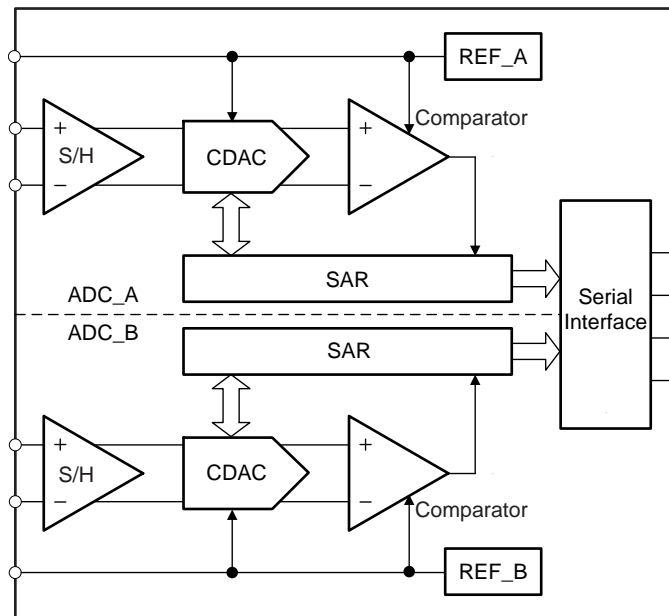 REF_A
+
S/H
−
CDAC
+
−
Comparator
SAR
ADC_A
ADC_B
SAR
Serial
Interface
+
S/H
−
CDAC
+
−
Comparator
REF_B